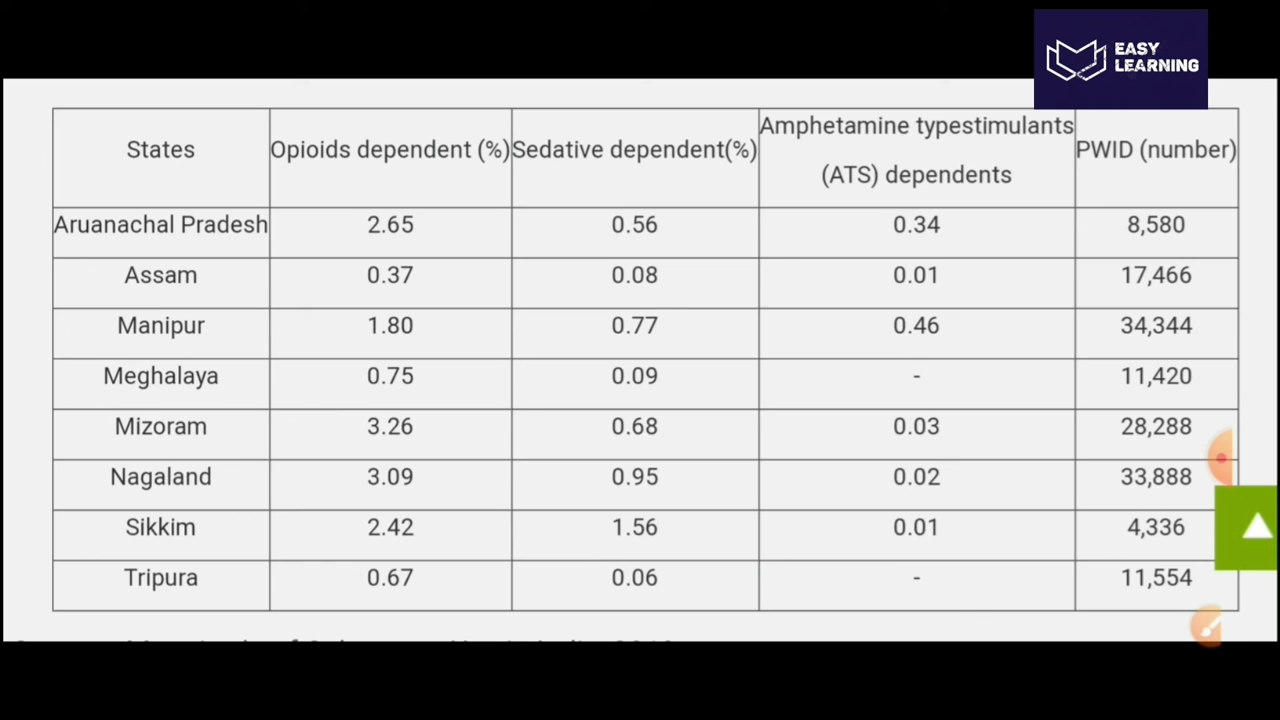 EASY
LEARNING
States Opioids dependent (%) Sedative dependent(%) Amphetamine typestimulants (ATS) dependents PWID (number)
Aruanachal Pradesh 2.65 0.56 0.34 8,580
Assam 0.37 0.08 0.01 17,466
Manipur 1.80 0.77 0.46 34,344
Meghalaya 0.75 0.09 - 11,420
Mizoram 3.26 0.68 0.03 28,288
Nagaland 3.09 0.95 0.02 33,888
Sikkim 2.42 1.56 0.01 4,336
Tripura 0.67 0.06 - 11,554